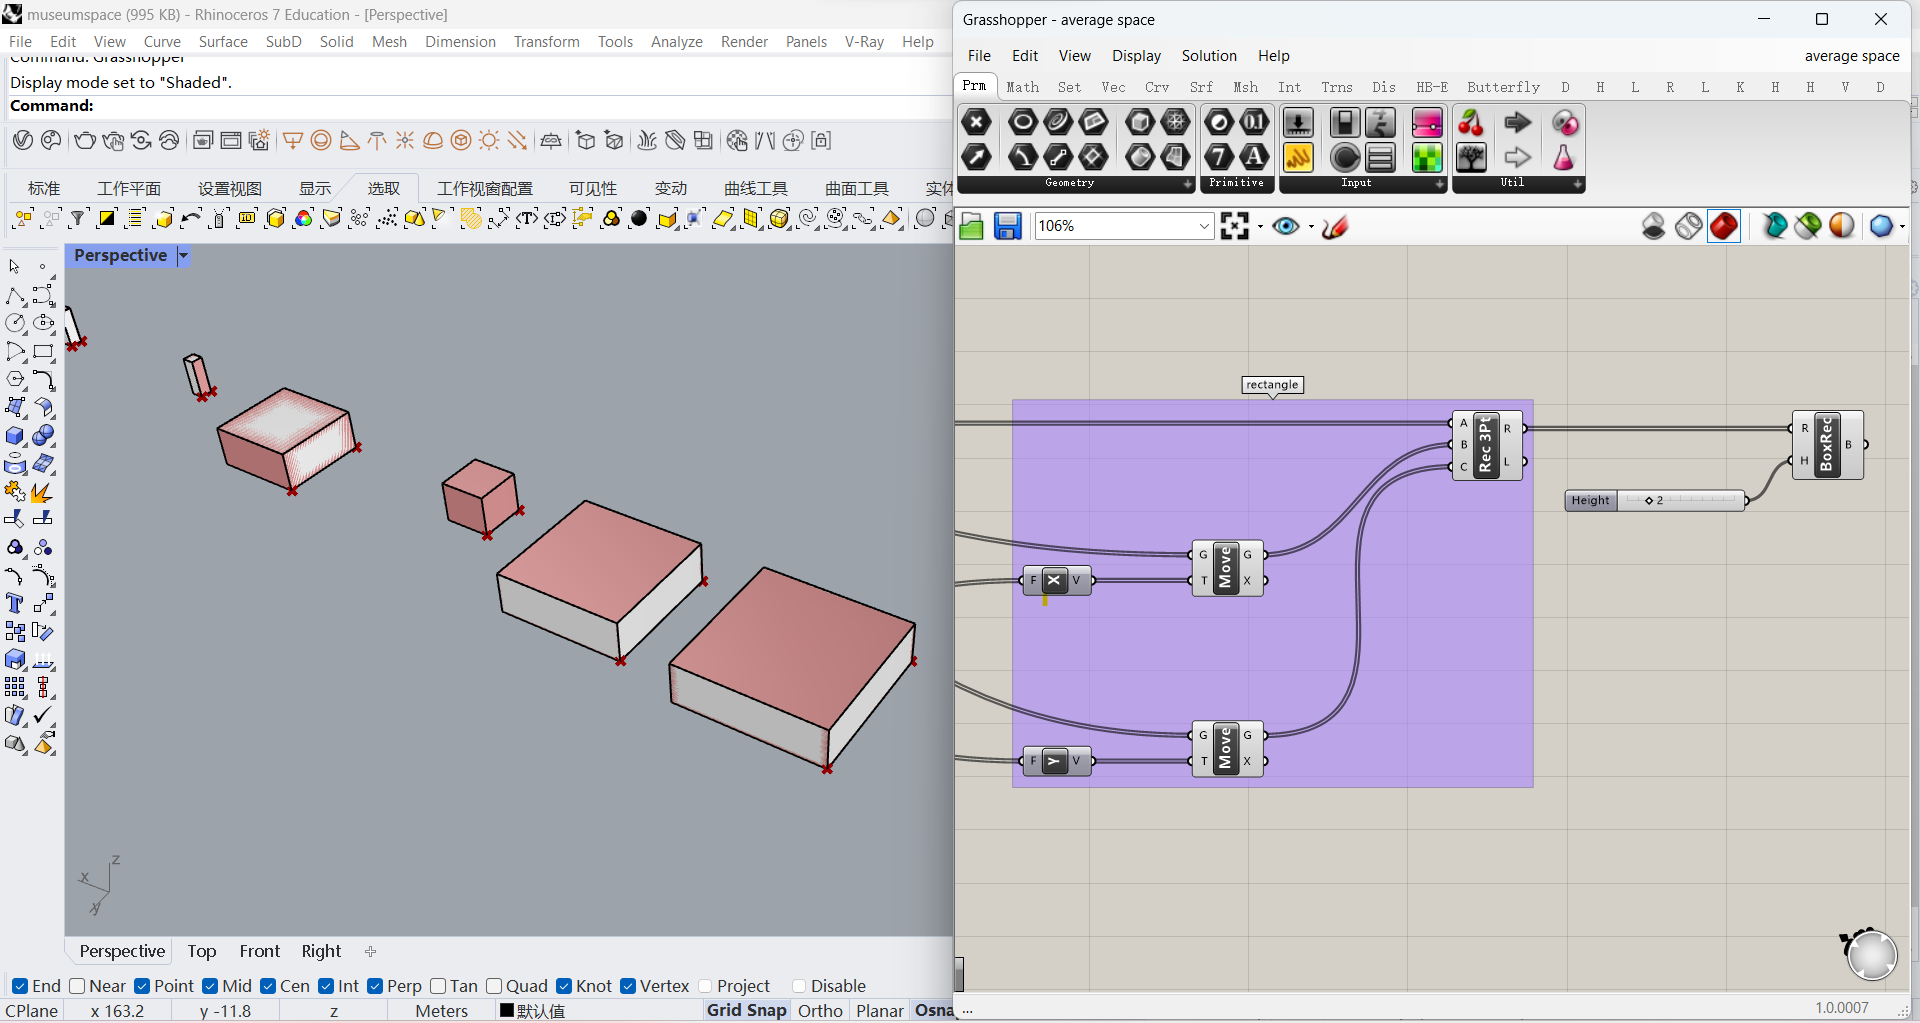 museumspace (995 KB) - Rhinoceros 7 Education - [Perspective]
File Edit View Curve Surface SubD Solid Mesh Dimension Transform Tools Analyze Render Panels V-Ray Help
Command: Grasshopper
Display mode set to "Shaded".
Command:
标准 工作平面 设置视图 显示 选取 工作视窗配置 可见性 变动 曲线工具 曲面工具
Perspective
z
x
y
Perspective Top Front Right
End Near Point Mid Cen Int Perp Tan Quad Knot Vertex Project Disable
CPlane x 163.2 y -11.8 z Meters 默认值 Grid Snap Ortho Planar Osna
Grasshopper - average space
File Edit View Display Solution Help average space
Prm Math Set Vec Crv Srf Msh Int Trns Dis HB-E Butterfly D H L R L K H H V D
Geometry Primitive Input Util
106%
rectangle
A B C Rec 3Pt R L
R H BoxRec B
Height 2
G T Move G X
F X V
G T Move G X
F Y V
...
1.0.0007